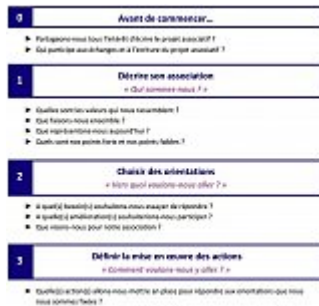 0
Avant de commencer...
Partageons-nous tous l'intérêt d'écrire le projet associatif ?
Qui participe aux échanges et à l'écriture du projet associatif ?
1
Décrire son association
« Qui sommes-nous ? »
Quelles sont les valeurs qui nous rassemblent ?
Que faisons-nous ensemble ?
Que représentons-nous aujourd'hui ?
Quels sont nos points forts et nos points faibles ?
2
Choisir des orientations
« Vers quoi voulons-nous aller ? »
A quel(s) besoin(s) souhaitons-nous essayer de répondre ?
A quelle(s) amélioration(s) souhaiterions-nous participer ?
Que visons-nous pour notre association ?
3
Définir la mise en œuvre des actions
« Comment voulons-nous y aller ? »
Quelle(s) action(s) allons-nous mettre en place pour répondre aux orientations que nous
nous sommes fixées ?